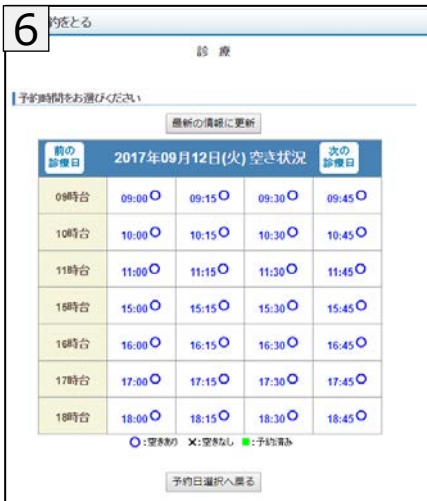 6
約をとる
診 療
予約時間をお選びください
最新の情報に更新
前の診療日 2017年09月12日(火) 空き状況 次の診療日
09時台 09:00○ 09:15○ 09:30○ 09:45○
10時台 10:00○ 10:15○ 10:30○ 10:45○
11時台 11:00○ 11:15○ 11:30○ 11:45○
15時台 15:00○ 15:15○ 15:30○ 15:45○
16時台 16:00○ 16:15○ 16:30○ 16:45○
17時台 17:00○ 17:15○ 17:30○ 17:45○
18時台 18:00○ 18:15○ 18:30○ 18:45○
○:空きあり ×:空きなし ■:予約済み
予約日選択へ戻る